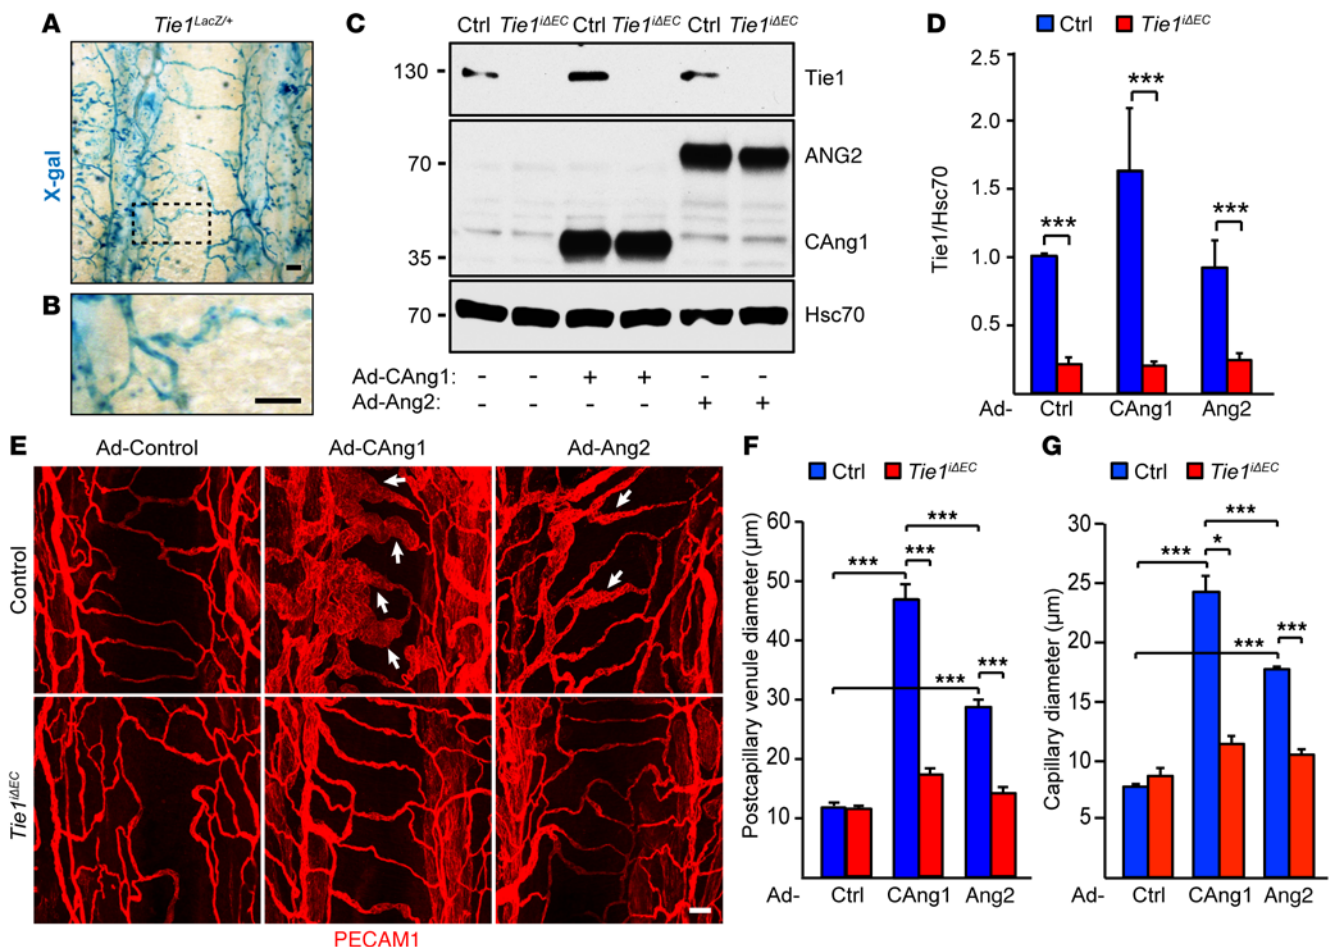 A
Tie1LacZ/+
X-gal
B
C
Ctrl Tie1iΔEC Ctrl Tie1iΔEC Ctrl Tie1iΔEC
130 - Tie1
70 - ANG2
CAng1
35 -
70 - Hsc70
Ad-CAng1: - - + + - -
Ad-Ang2: - - - - + +
D
Ctrl Tie1iΔEC
Tie1/Hsc70
2.5
2.0
1.5
1.0
0.5
***
***
***
Ad- Ctrl CAng1 Ang2
E
Ad-Control Ad-CAng1 Ad-Ang2
Control
Tie1iΔEC
PECAM1
F
Ctrl Tie1iΔEC
Postcapillary venule diameter (µm)
60
50
40
30
20
10
***
*** ***
*** ***
Ad- Ctrl CAng1 Ang2
G
Ctrl Tie1iΔEC
Capillary diameter (µm)
30
25
20
15
10
5
***
*** *
*** ***
Ad- Ctrl CAng1 Ang2